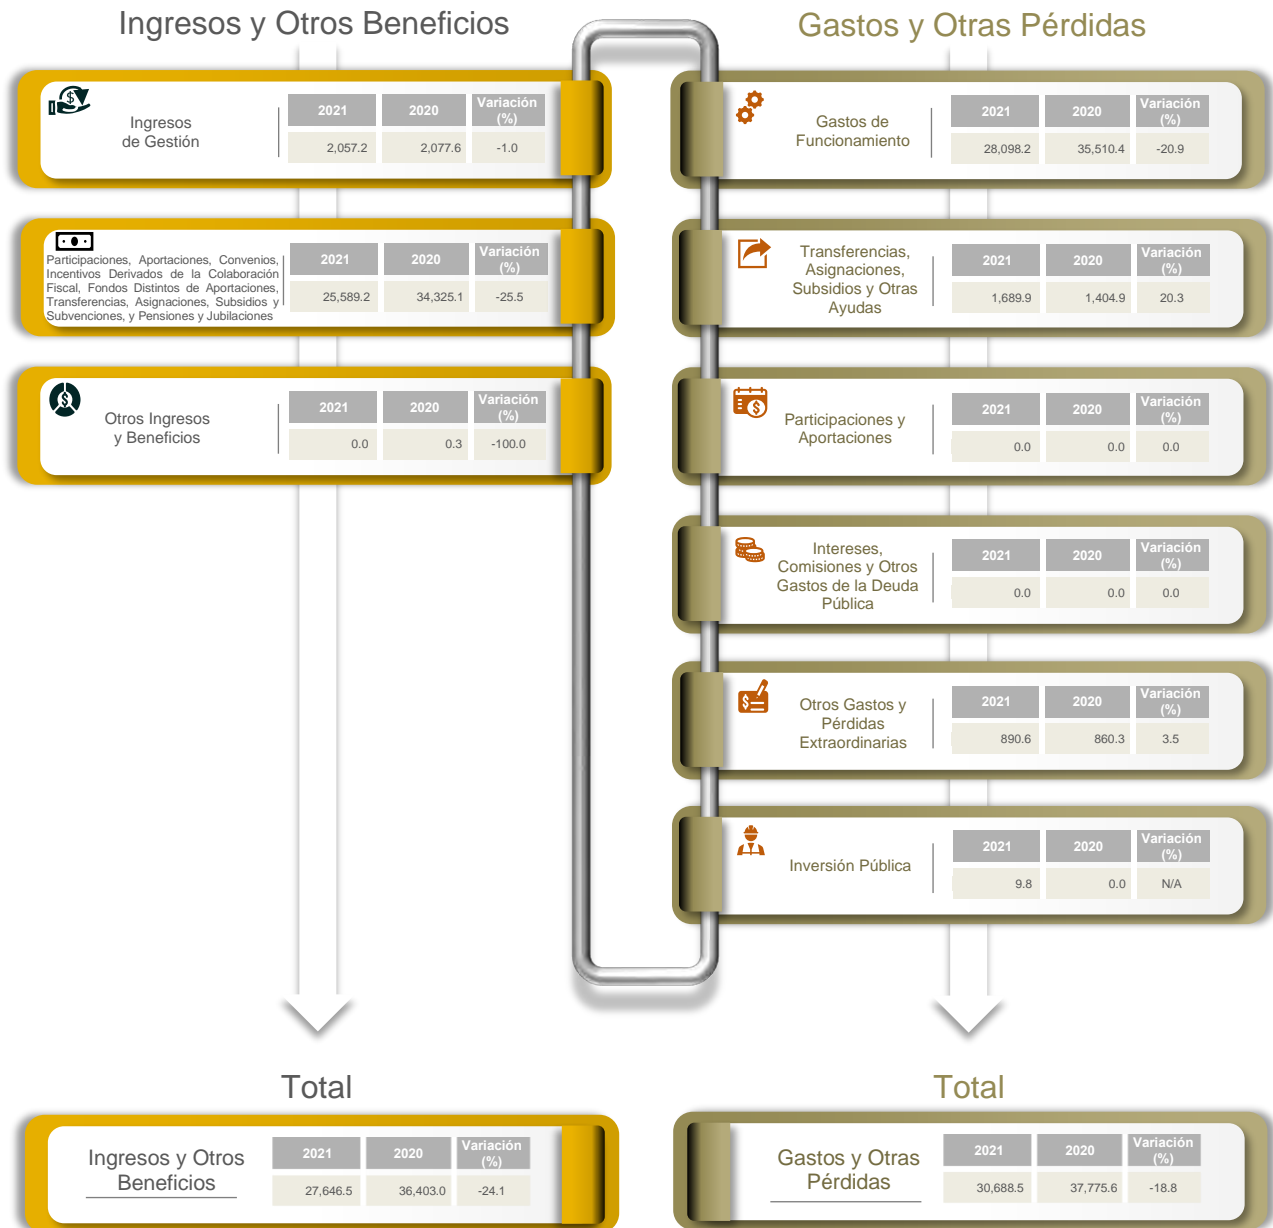 Ingresos y Otros Beneficios
Ingresos
de Gestión
2021 2020 Variación
(%)
2,057.2 2,077.6 -1.0
Participaciones, Aportaciones, Convenios,
Incentivos Derivados de la Colaboración
Fiscal, Fondos Distintos de Aportaciones,
Transferencias, Asignaciones, Subsidios y
Subvenciones, y Pensiones y Jubilaciones
2021 2020 Variación
(%)
25,589.2 34,325.1 -25.5
Otros Ingresos
y Beneficios
2021 2020 Variación
(%)
0.0 0.3 -100.0
Total
Ingresos y Otros
Beneficios
2021 2020 Variación
(%)
27,646.5 36,403.0 -24.1
Gastos y Otras Pérdidas
Gastos de
Funcionamiento
2021 2020 Variación
(%)
28,098.2 35,510.4 -20.9
Transferencias,
Asignaciones,
Subsidios y Otras
Ayudas
2021 2020 Variación
(%)
1,689.9 1,404.9 20.3
Participaciones y
Aportaciones
2021 2020 Variación
(%)
0.0 0.0 0.0
Intereses,
Comisiones y Otros
Gastos de la Deuda
Pública
2021 2020 Variación
(%)
0.0 0.0 0.0
Otros Gastos y
Pérdidas
Extraordinarias
2021 2020 Variación
(%)
890.6 860.3 3.5
Inversión Pública
2021 2020 Variación
(%)
9.8 0.0 N/A
Total
Gastos y Otras
Pérdidas
2021 2020 Variación
(%)
30,688.5 37,775.6 -18.8